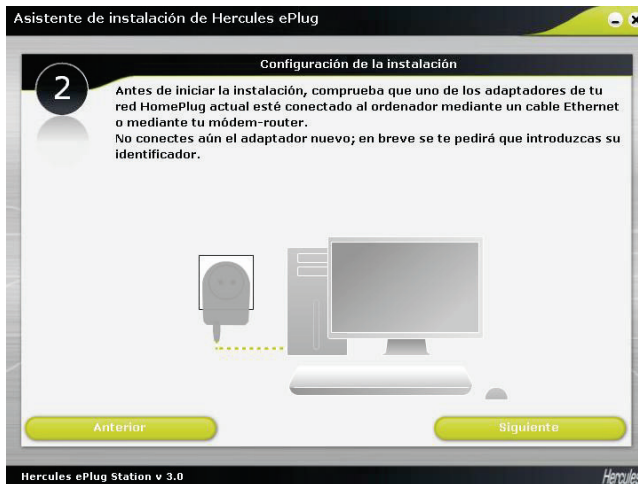 Asistente de instalación de Hercules ePlug
Configuración de la instalación
2
Antes de iniciar la instalación, comprueba que uno de los adaptadores de tu
red HomePlug actual esté conectado al ordenador mediante un cable Ethernet
o mediante tu módem-router.
No conectes aún el adaptador nuevo; en breve se te pedirá que introduzcas su
identificador.
Anterior
Siguiente
Hercules ePlug Station v 3.0
Hercules